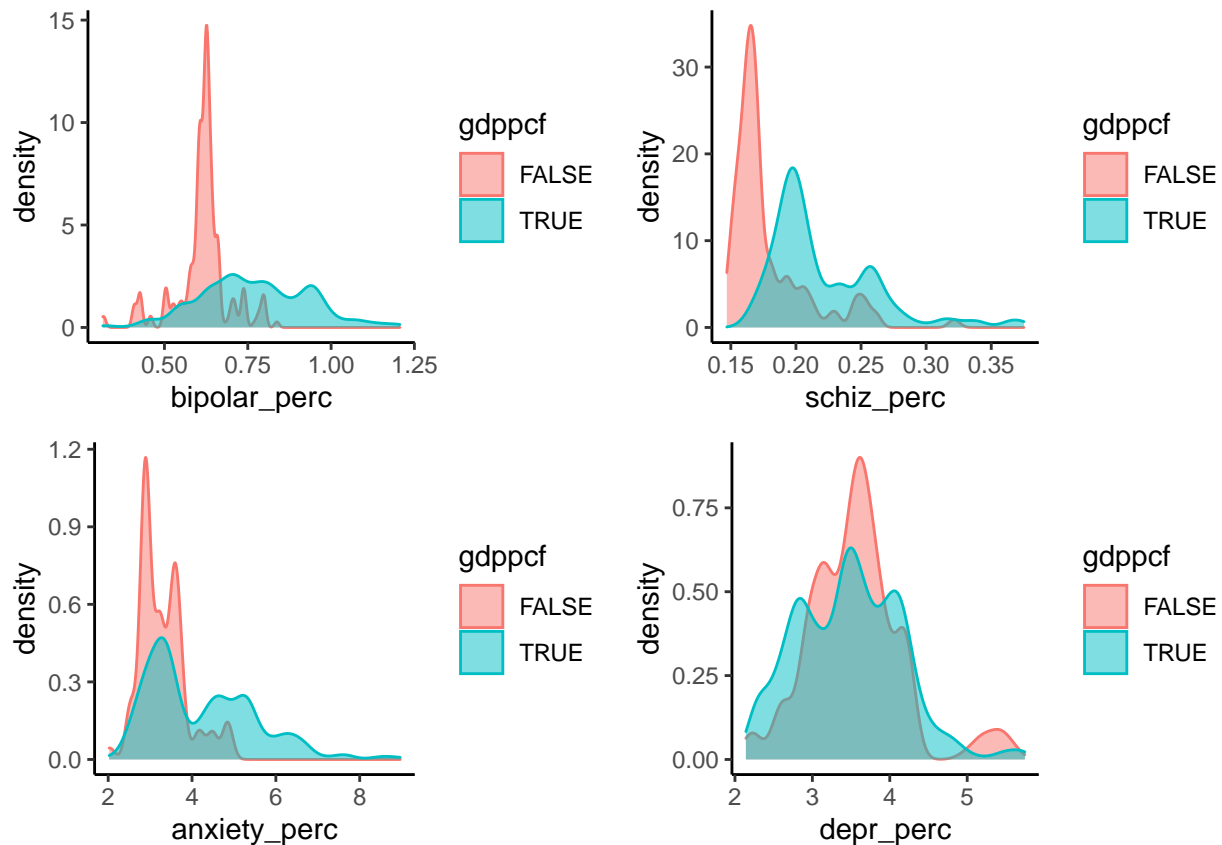 15
10
5
0
density
0.50
0.75
1.00
1.25
bipolar_perc
gdppcf
FALSE
TRUE
30
20
10
0
density
0.15
0.20
0.25
0.30
0.35
schiz_perc
gdppcf
FALSE
TRUE
1.2
0.9
0.6
0.3
0.0
density
2
4
6
8
anxiety_perc
gdppcf
FALSE
TRUE
0.75
0.50
0.25
0.00
density
2
3
4
5
depr_perc
gdppcf
FALSE
TRUE